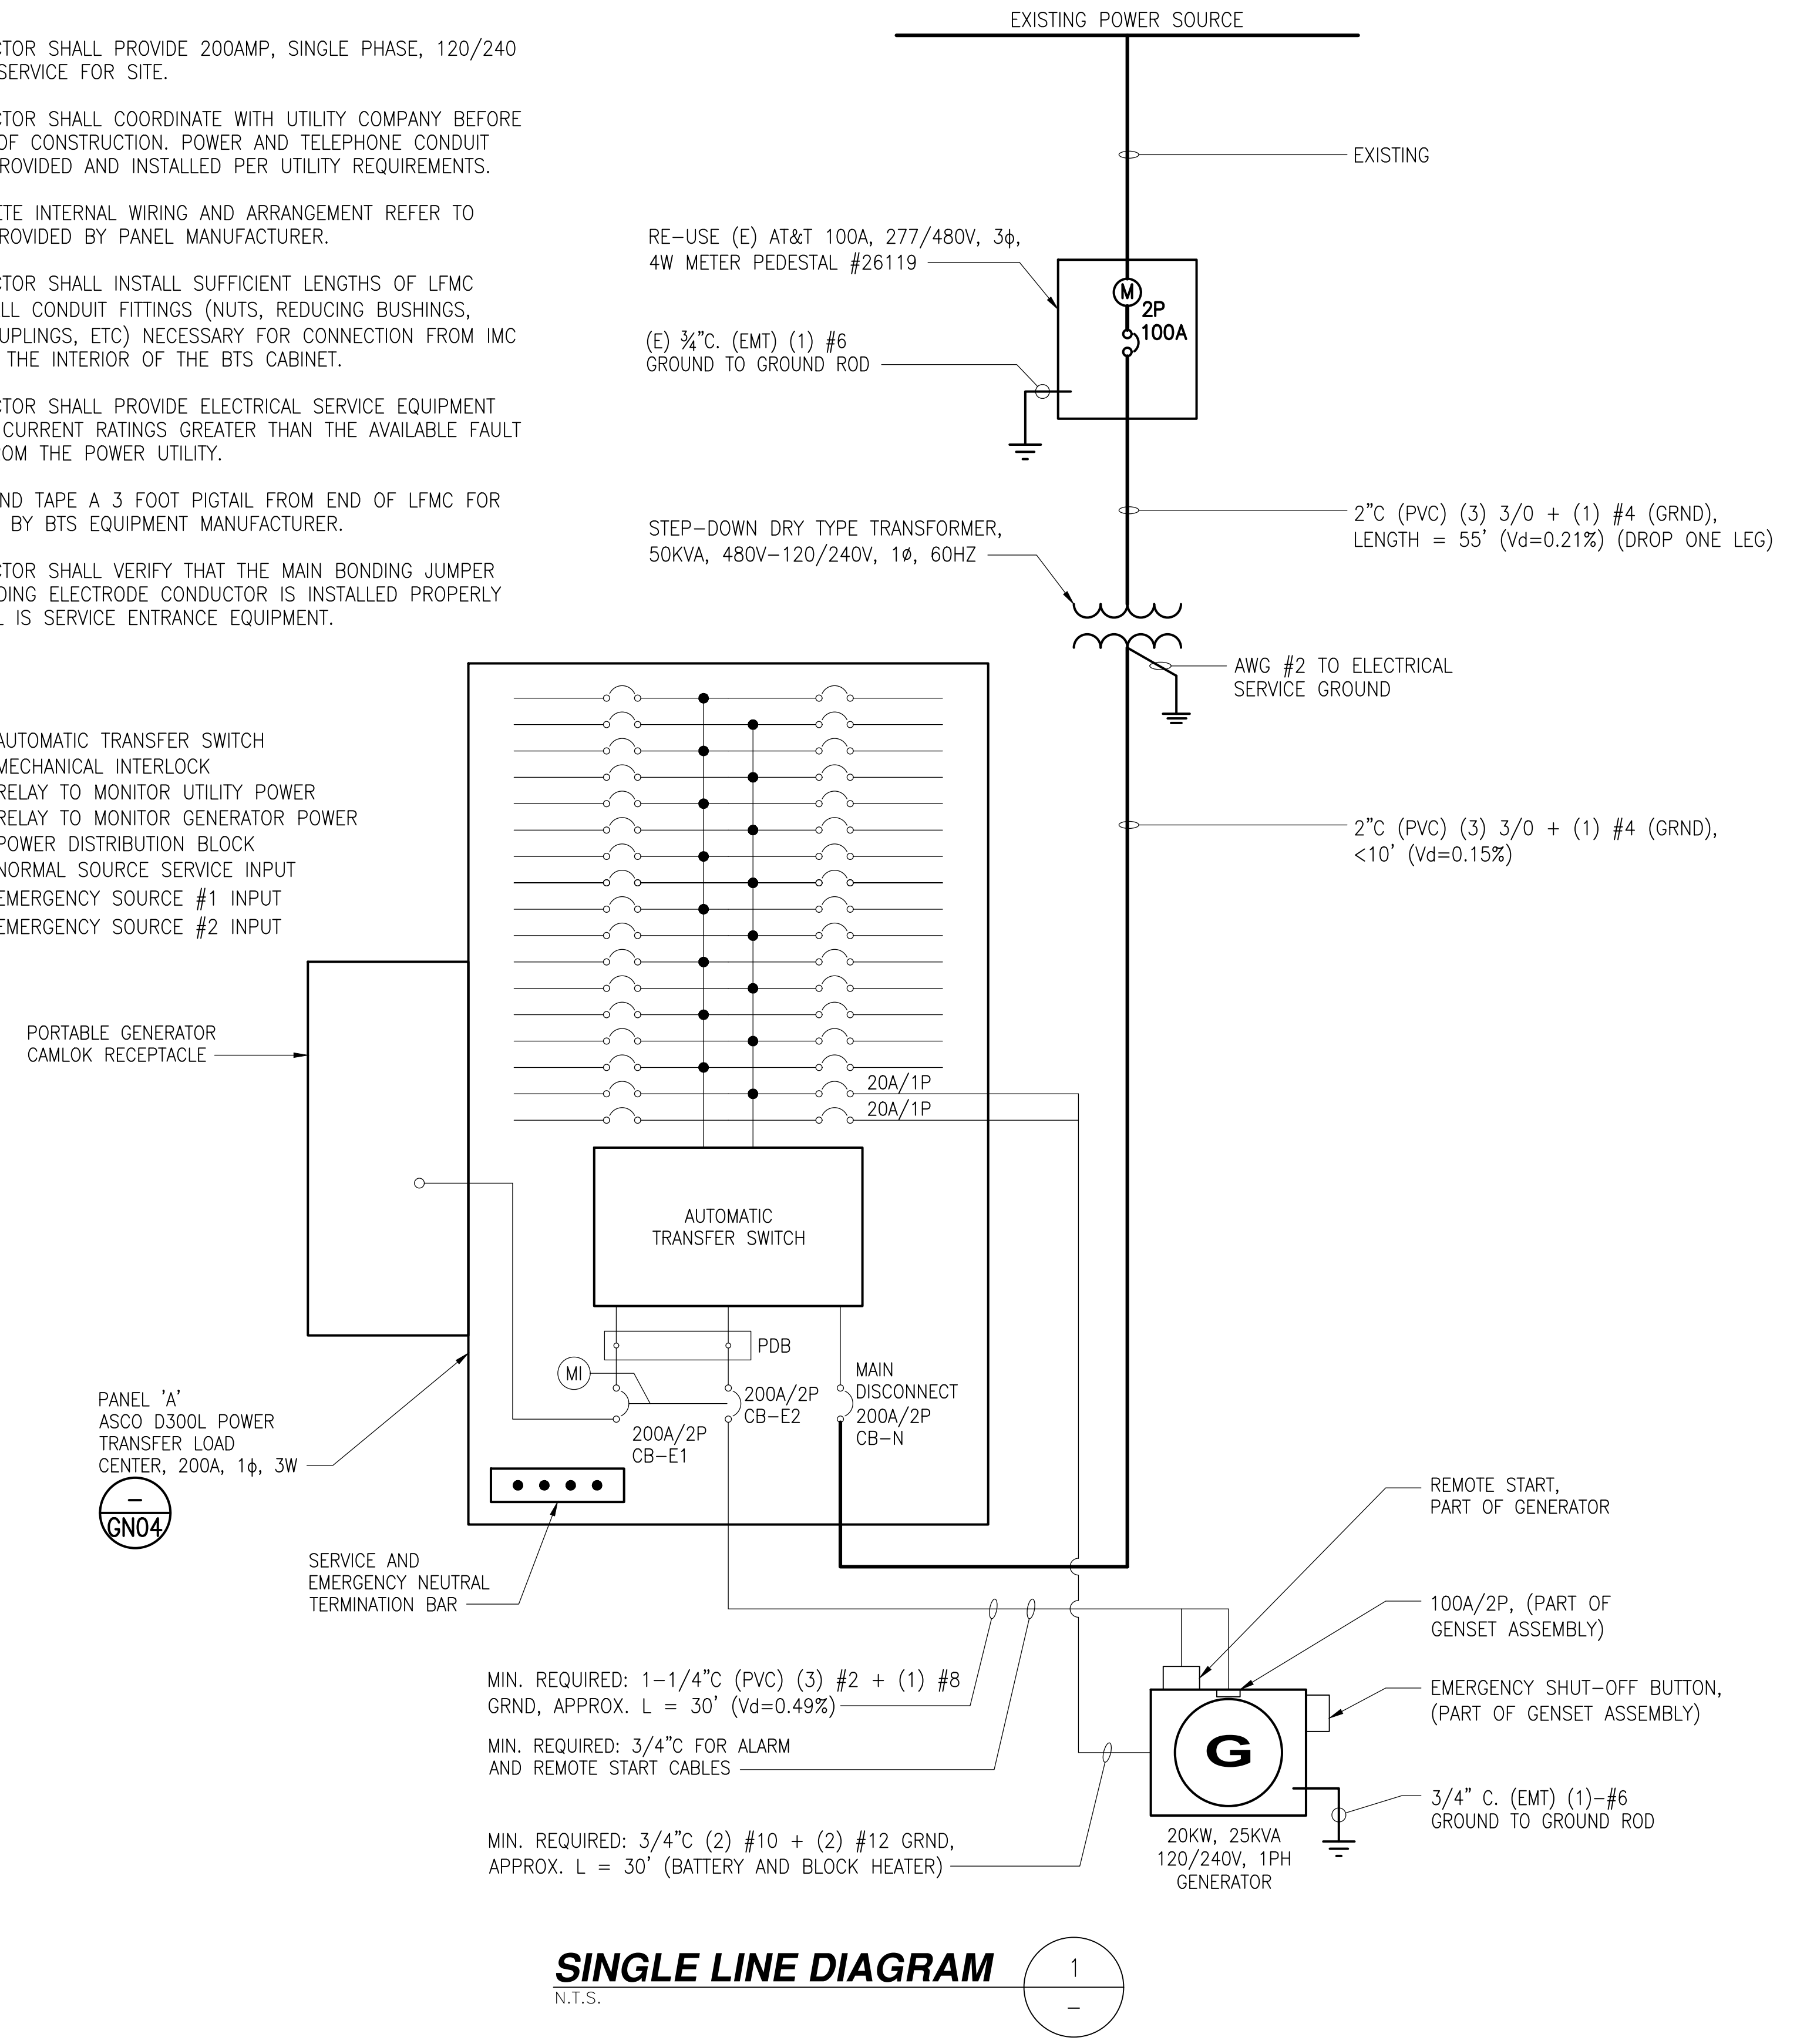 EXISTING POWER SOURCE
CTOR SHALL PROVIDE 200AMP, SINGLE PHASE, 120/240
SERVICE FOR SITE.
CTOR SHALL COORDINATE WITH UTILITY COMPANY BEFORE
OF CONSTRUCTION. POWER AND TELEPHONE CONDUIT
PROVIDED AND INSTALLED PER UTILITY REQUIREMENTS.
ETE INTERNAL WIRING AND ARRANGEMENT REFER TO
PROVIDED BY PANEL MANUFACTURER.
CTOR SHALL INSTALL SUFFICIENT LENGTHS OF LFMC
ALL CONDUIT FITTINGS (NUTS, REDUCING BUSHINGS,
UPLINGS, ETC) NECESSARY FOR CONNECTION FROM IMC
THE INTERIOR OF THE BTS CABINET.
CTOR SHALL PROVIDE ELECTRICAL SERVICE EQUIPMENT
CURRENT RATINGS GREATER THAN THE AVAILABLE FAULT
OM THE POWER UTILITY.
ND TAPE A 3 FOOT PIGTAIL FROM END OF LFMC FOR
BY BTS EQUIPMENT MANUFACTURER.
CTOR SHALL VERIFY THAT THE MAIN BONDING JUMPER
DING ELECTRODE CONDUCTOR IS INSTALLED PROPERLY
L IS SERVICE ENTRANCE EQUIPMENT.
EXISTING
RE-USE (E) AT&T 100A, 277/480V, 3ϕ,
4W METER PEDESTAL #26119
M
2P
100A
(E) ¾"C. (EMT) (1) #6
GROUND TO GROUND ROD
2"C (PVC) (3) 3/0 + (1) #4 (GRND),
LENGTH = 55' (Vd=0.21%) (DROP ONE LEG)
STEP-DOWN DRY TYPE TRANSFORMER,
50KVA, 480V-120/240V, 1ø, 60HZ
AWG #2 TO ELECTRICAL
SERVICE GROUND
AUTOMATIC TRANSFER SWITCH
MECHANICAL INTERLOCK
RELAY TO MONITOR UTILITY POWER
RELAY TO MONITOR GENERATOR POWER
POWER DISTRIBUTION BLOCK
NORMAL SOURCE SERVICE INPUT
EMERGENCY SOURCE #1 INPUT
EMERGENCY SOURCE #2 INPUT
2"C (PVC) (3) 3/0 + (1) #4 (GRND),
<10' (Vd=0.15%)
PORTABLE GENERATOR
CAMLOK RECEPTACLE
20A/1P
20A/1P
AUTOMATIC
TRANSFER SWITCH
PDB
MI
MAIN
DISCONNECT
200A/2P
CB-N
200A/2P
CB-E2
200A/2P
CB-E1
PANEL 'A'
ASCO D300L POWER
TRANSFER LOAD
CENTER, 200A, 1ϕ, 3W
-
GN04
SERVICE AND
EMERGENCY NEUTRAL
TERMINATION BAR
REMOTE START,
PART OF GENERATOR
100A/2P, (PART OF
GENSET ASSEMBLY)
MIN. REQUIRED: 1-1/4"C (PVC) (3) #2 + (1) #8
GRND, APPROX. L = 30' (Vd=0.49%)
EMERGENCY SHUT-OFF BUTTON,
(PART OF GENSET ASSEMBLY)
MIN. REQUIRED: 3/4"C FOR ALARM
AND REMOTE START CABLES
G
3/4" C. (EMT) (1)-#6
GROUND TO GROUND ROD
MIN. REQUIRED: 3/4"C (2) #10 + (2) #12 GRND,
APPROX. L = 30' (BATTERY AND BLOCK HEATER)
20KW, 25KVA
120/240V, 1PH
GENERATOR
SINGLE LINE DIAGRAM
N.T.S.
1
-